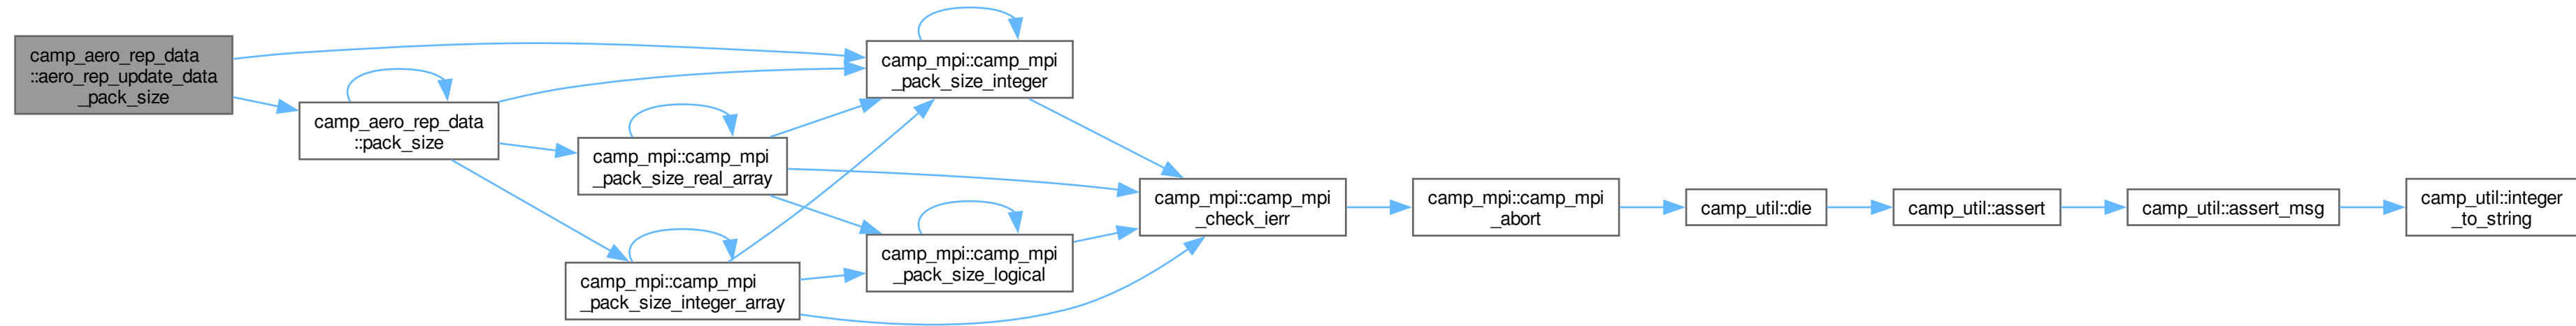 camp_aero_rep_data
::aero_rep_update_data
_pack_size
camp_aero_rep_data
::pack_size
camp_mpi::camp_mpi
_pack_size_integer
camp_mpi::camp_mpi
_pack_size_real_array
camp_mpi::camp_mpi
_pack_size_integer_array
camp_mpi::camp_mpi
_pack_size_logical
camp_mpi::camp_mpi
_check_ierr
camp_mpi::camp_mpi
_abort
camp_util::die
camp_util::assert
camp_util::assert_msg
camp_util::integer
_to_string